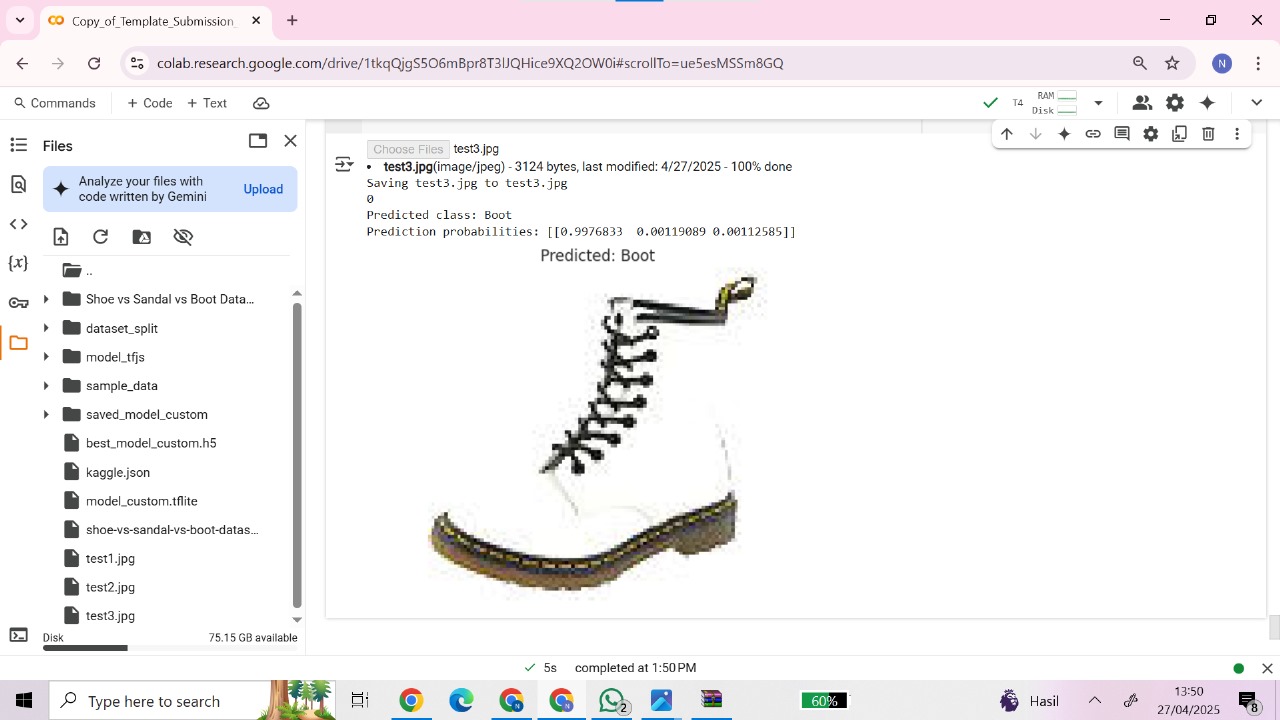 Copy_of_Template_Submission_
colab.research.google.com/drive/1tkqQjgS5O6mBpr8T3lJQHice9XQ2OW0i#scrollTo=ue5esMSSm8GQ
N
Commands
+ Code
+ Text
T4
RAM
Disk
Files
Analyze your files with
code written by Gemini
Upload
..
Shoe vs Sandal vs Boot Data...
dataset_split
model_tfjs
sample_data
saved_model_custom
best_model_custom.h5
kaggle.json
model_custom.tflite
shoe-vs-sandal-vs-boot-datas...
test1.jpg
test2.jpg
test3.jpg
Disk
75.15 GB available
Choose Files test3.jpg
• test3.jpg(image/jpeg) - 3124 bytes, last modified: 4/27/2025 - 100% done
Saving test3.jpg to test3.jpg
0
Predicted class: Boot
Prediction probabilities: [[0.9976833  0.00119089 0.00112585]]
Predicted: Boot
5s completed at 1:50 PM
Type here to search
2
60%
Hasil
13:50
27/04/2025
8